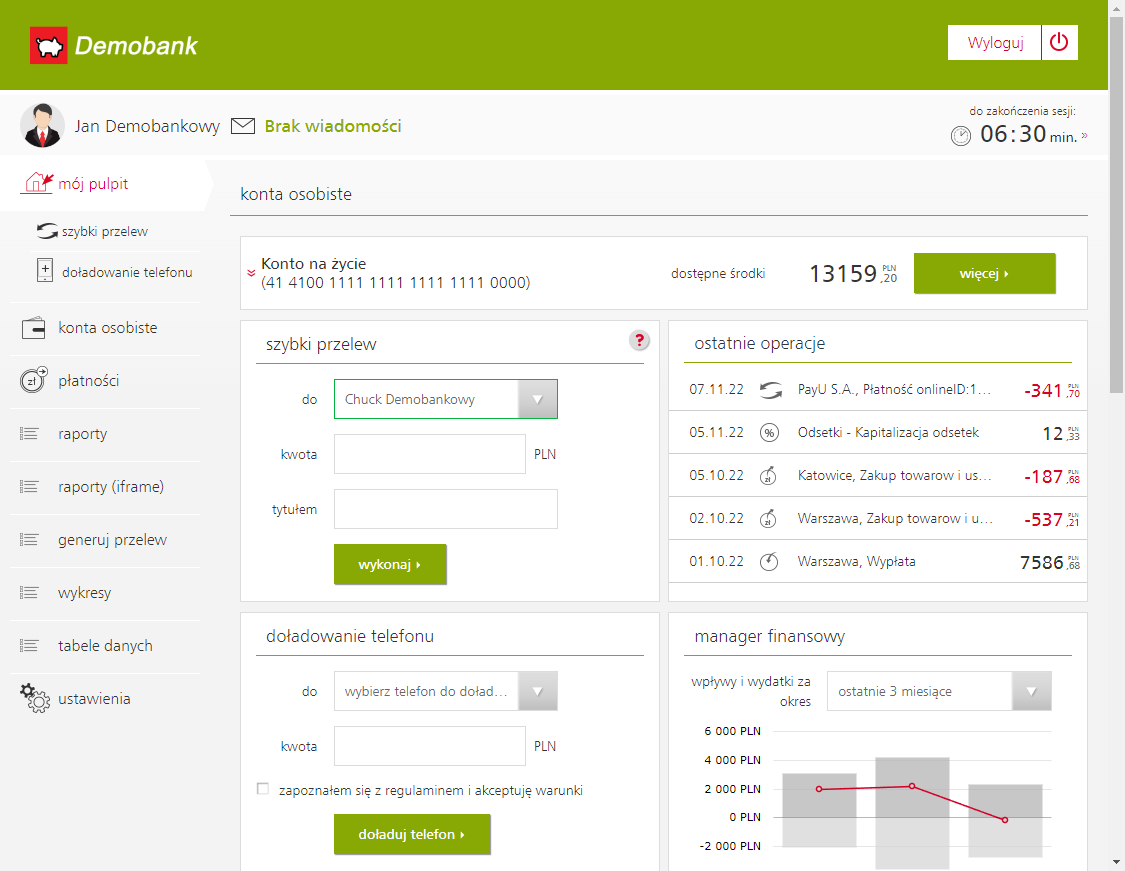 Demobank
Wyloguj
Jan Demobankowy
Brak wiadomości
do zakończenia sesji:
06:30 min. »
mój pulpit
szybki przelew
doładowanie telefonu
konta osobiste
płatności
raporty
raporty (iframe)
generuj przelew
wykresy
tabele danych
ustawienia
konta osobiste
Konto na życie
(41 4100 1111 1111 1111 1111 0000)
dostępne środki
13159 PLN ,20
więcej
szybki przelew
?
do
Chuck Demobankowy
kwota
PLN
tytułem
wykonaj
ostatnie operacje
07.11.22 PayU S.A., Płatność onlineID:1... -341 PLN ,70
05.11.22 % Odsetki - Kapitalizacja odsetek 12 PLN ,33
05.10.22 zł Katowice, Zakup towarow i us... -187 PLN ,68
02.10.22 zł Warszawa, Zakup towarow i u... -537 PLN ,21
01.10.22 Warszawa, Wypłata 7586 PLN ,68
doładowanie telefonu
do
wybierz telefon do doład...
kwota
PLN
zapoznałem się z regulaminem i akceptuję warunki
doładuj telefon
manager finansowy
wpływy i wydatki za
okres
ostatnie 3 miesiące
6 000 PLN
4 000 PLN
2 000 PLN
0 PLN
-2 000 PLN